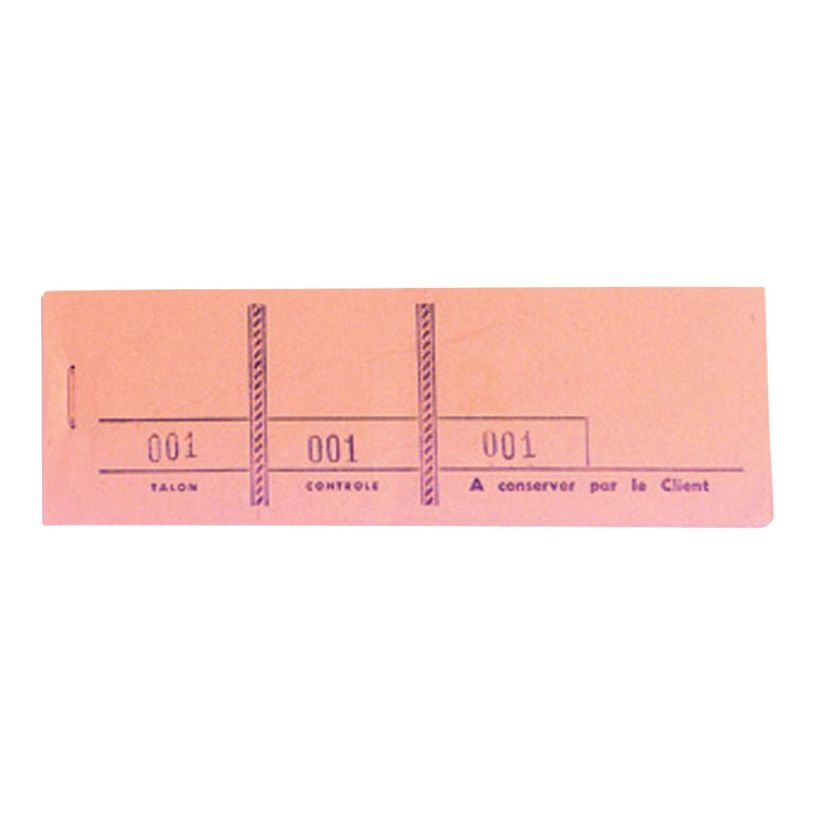 001 001 001
TALON CONTROLE A conserver par le Client